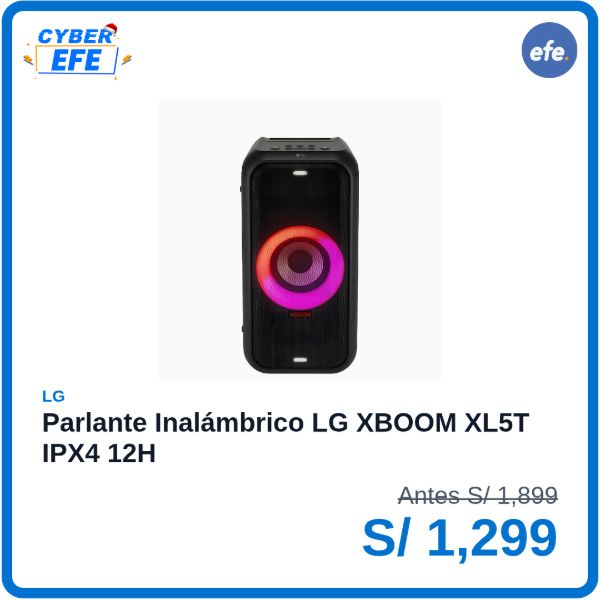 CYBER
EFE
efe.
XBOOM
LG
Parlante Inalámbrico LG XBOOM XL5T
IPX4 12H
Antes S/ 1,899
S/ 1,299